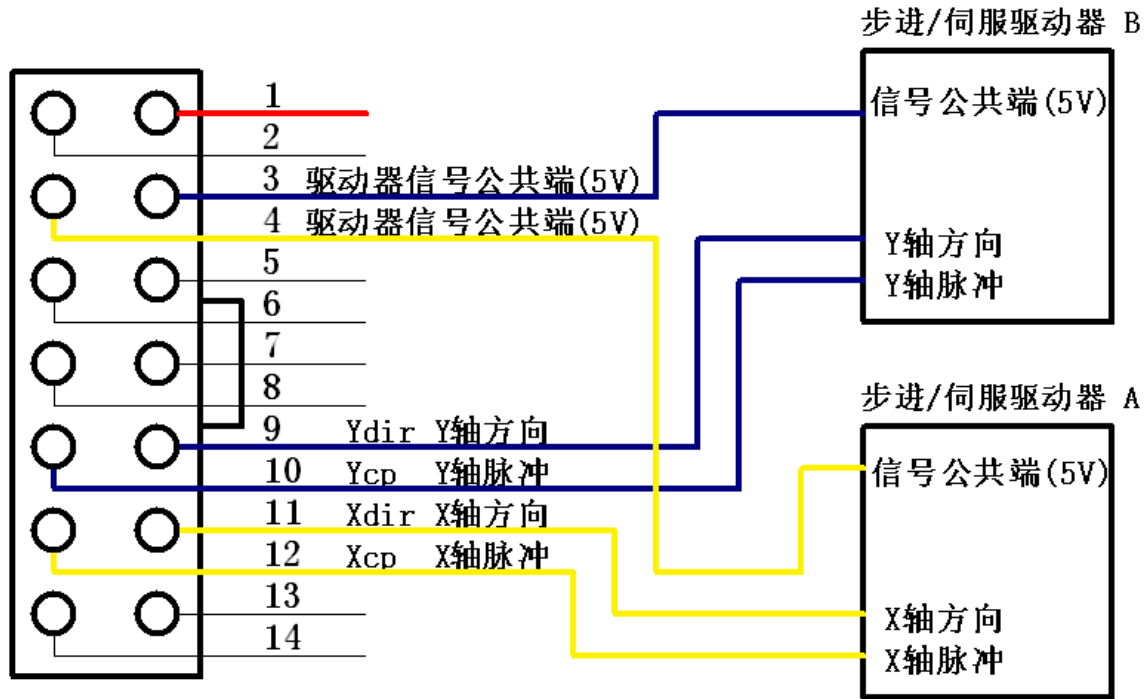 步进/伺服驱动器 B
信号公共端(5V)
Y轴方向
Y轴脉冲
1
2
3 驱动器信号公共端(5V)
4 驱动器信号公共端(5V)
5
6
7
8
9 Ydir Y轴方向
10 Ycp Y轴脉冲
11 Xdir X轴方向
12 Xcp X轴脉冲
13
14
步进/伺服驱动器 A
信号公共端(5V)
X轴方向
X轴脉冲